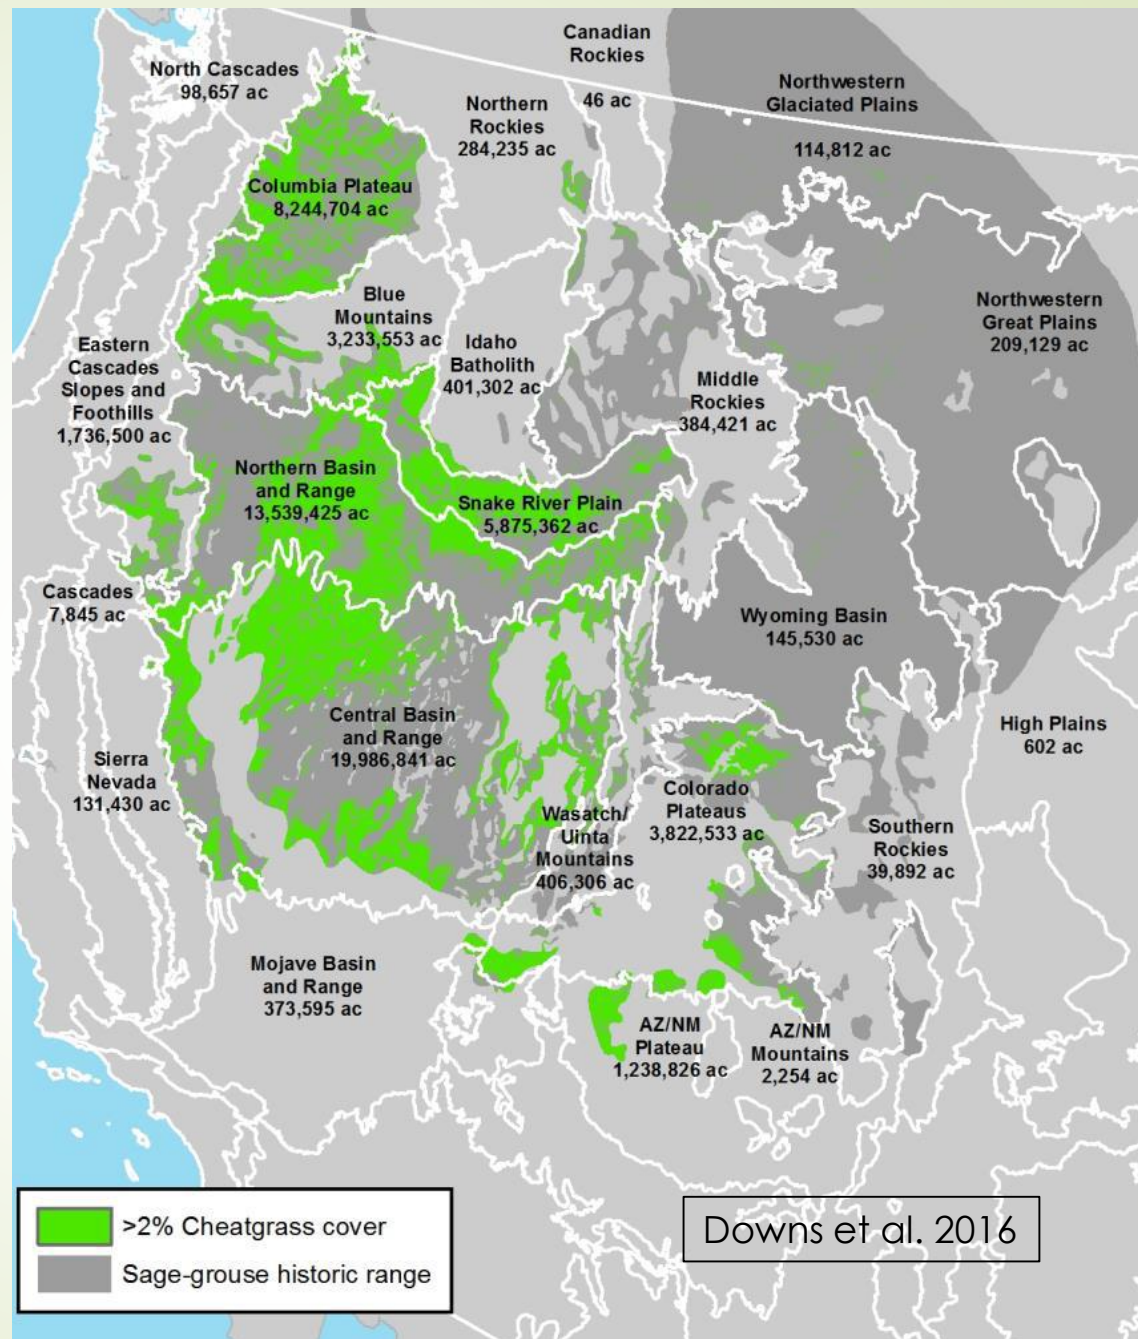 Canadian
Rockies
46 ac
North Cascades
98,657 ac
Northern
Rockies
284,235 ac
Northwestern
Glaciated Plains
114,812 ac
Columbia Plateau
8,244,704 ac
Blue
Mountains
3,233,553 ac
Idaho
Batholith
401,302 ac
Northwestern
Great Plains
209,129 ac
Eastern
Cascades
Slopes and
Foothills
1,736,500 ac
Middle
Rockies
384,421 ac
Northern Basin
and Range
13,539,425 ac
Snake River Plain
5,875,362 ac
Cascades
7,845 ac
Wyoming Basin
145,530 ac
Central Basin
and Range
19,986,841 ac
High Plains
602 ac
Sierra
Nevada
131,430 ac
Wasatch/
Uinta
Mountains
406,306 ac
Colorado
Plateaus
3,822,533 ac
Southern
Rockies
39,892 ac
Mojave Basin
and Range
373,595 ac
AZ/NM
Plateau
1,238,826 ac
AZ/NM
Mountains
2,254 ac
>2% Cheatgrass cover
Sage-grouse historic range
Downs et al. 2016